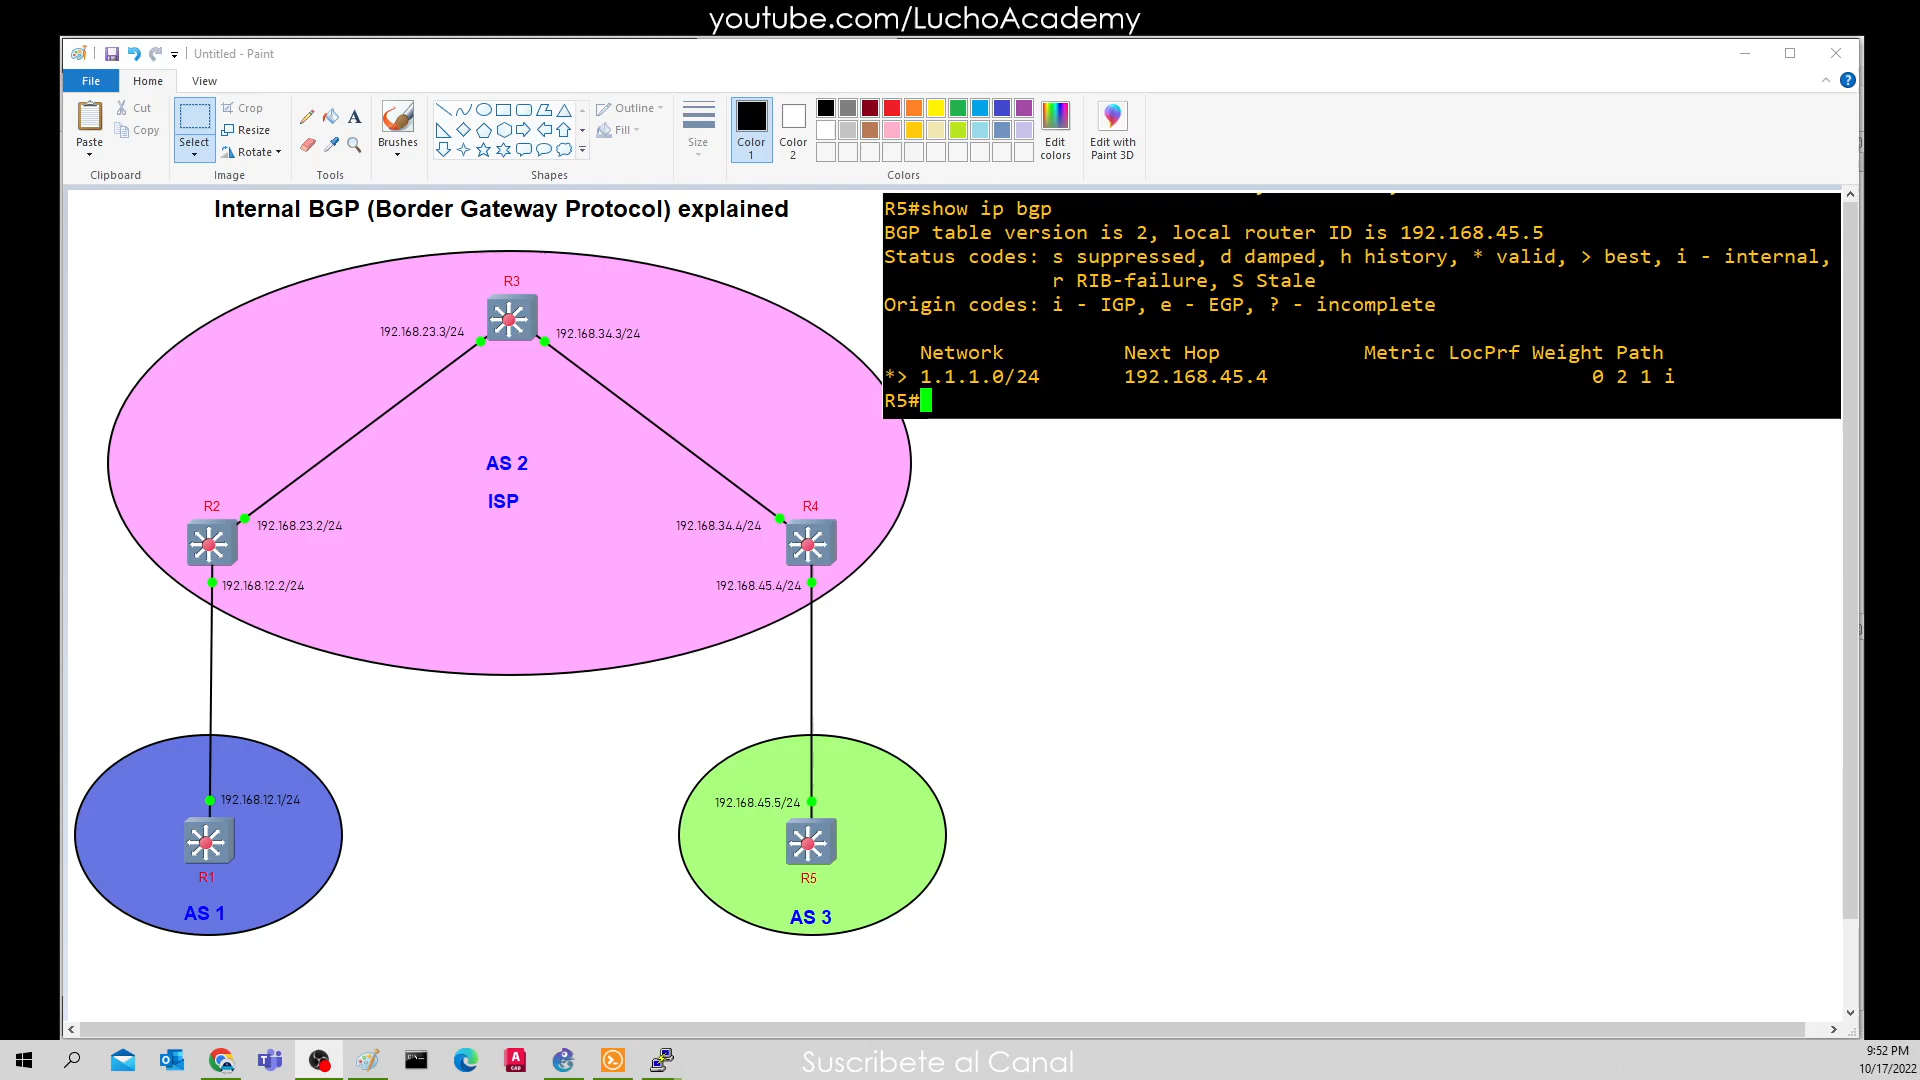 youtube.com/LuchoAcademy
Untitled - Paint
File Home View
Paste
Cut
Copy
Clipboard
Select
Crop
Resize
Rotate
Image
Tools
Brushes
Shapes
Outline
Fill
Size
Color 1
Color 2
Edit colors
Colors
Edit with Paint 3D
Internal BGP (Border Gateway Protocol) explained
R3
192.168.23.3/24
192.168.34.3/24
AS 2
ISP
R2
192.168.23.2/24
192.168.12.2/24
R4
192.168.34.4/24
192.168.45.4/24
192.168.12.1/24
R1
AS 1
192.168.45.5/24
R5
AS 3
R5#show ip bgp
BGP table version is 2, local router ID is 192.168.45.5
Status codes: s suppressed, d damped, h history, * valid, > best, i - internal,
r RIB-failure, S Stale
Origin codes: i - IGP, e - EGP, ? - incomplete
Network Next Hop Metric LocPrf Weight Path
*> 1.1.1.0/24 192.168.45.4 0 2 1 i
R5#
Suscribete al Canal
9:52 PM
10/17/2022